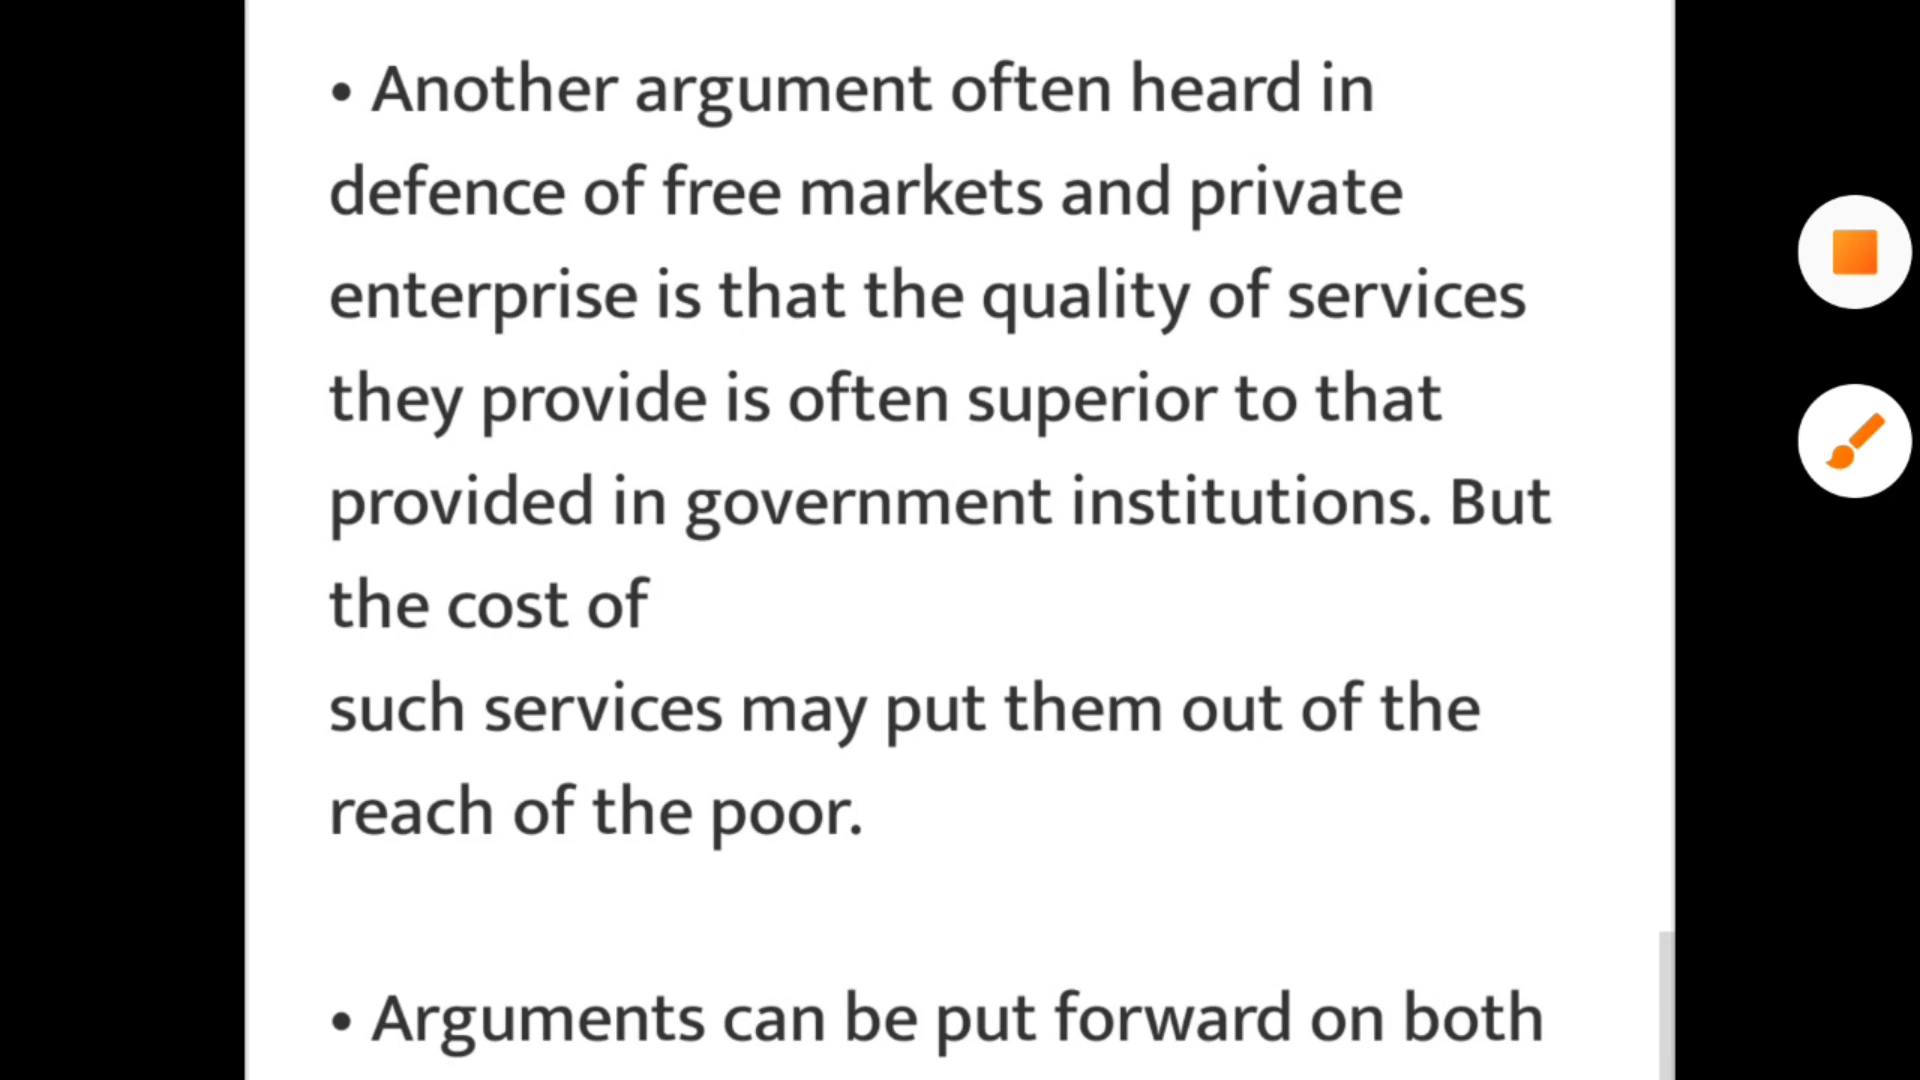 • Another argument often heard in
defence of free markets and private
enterprise is that the quality of services
they provide is often superior to that
provided in government institutions. But
the cost of
such services may put them out of the
reach of the poor.
• Arguments can be put forward on both